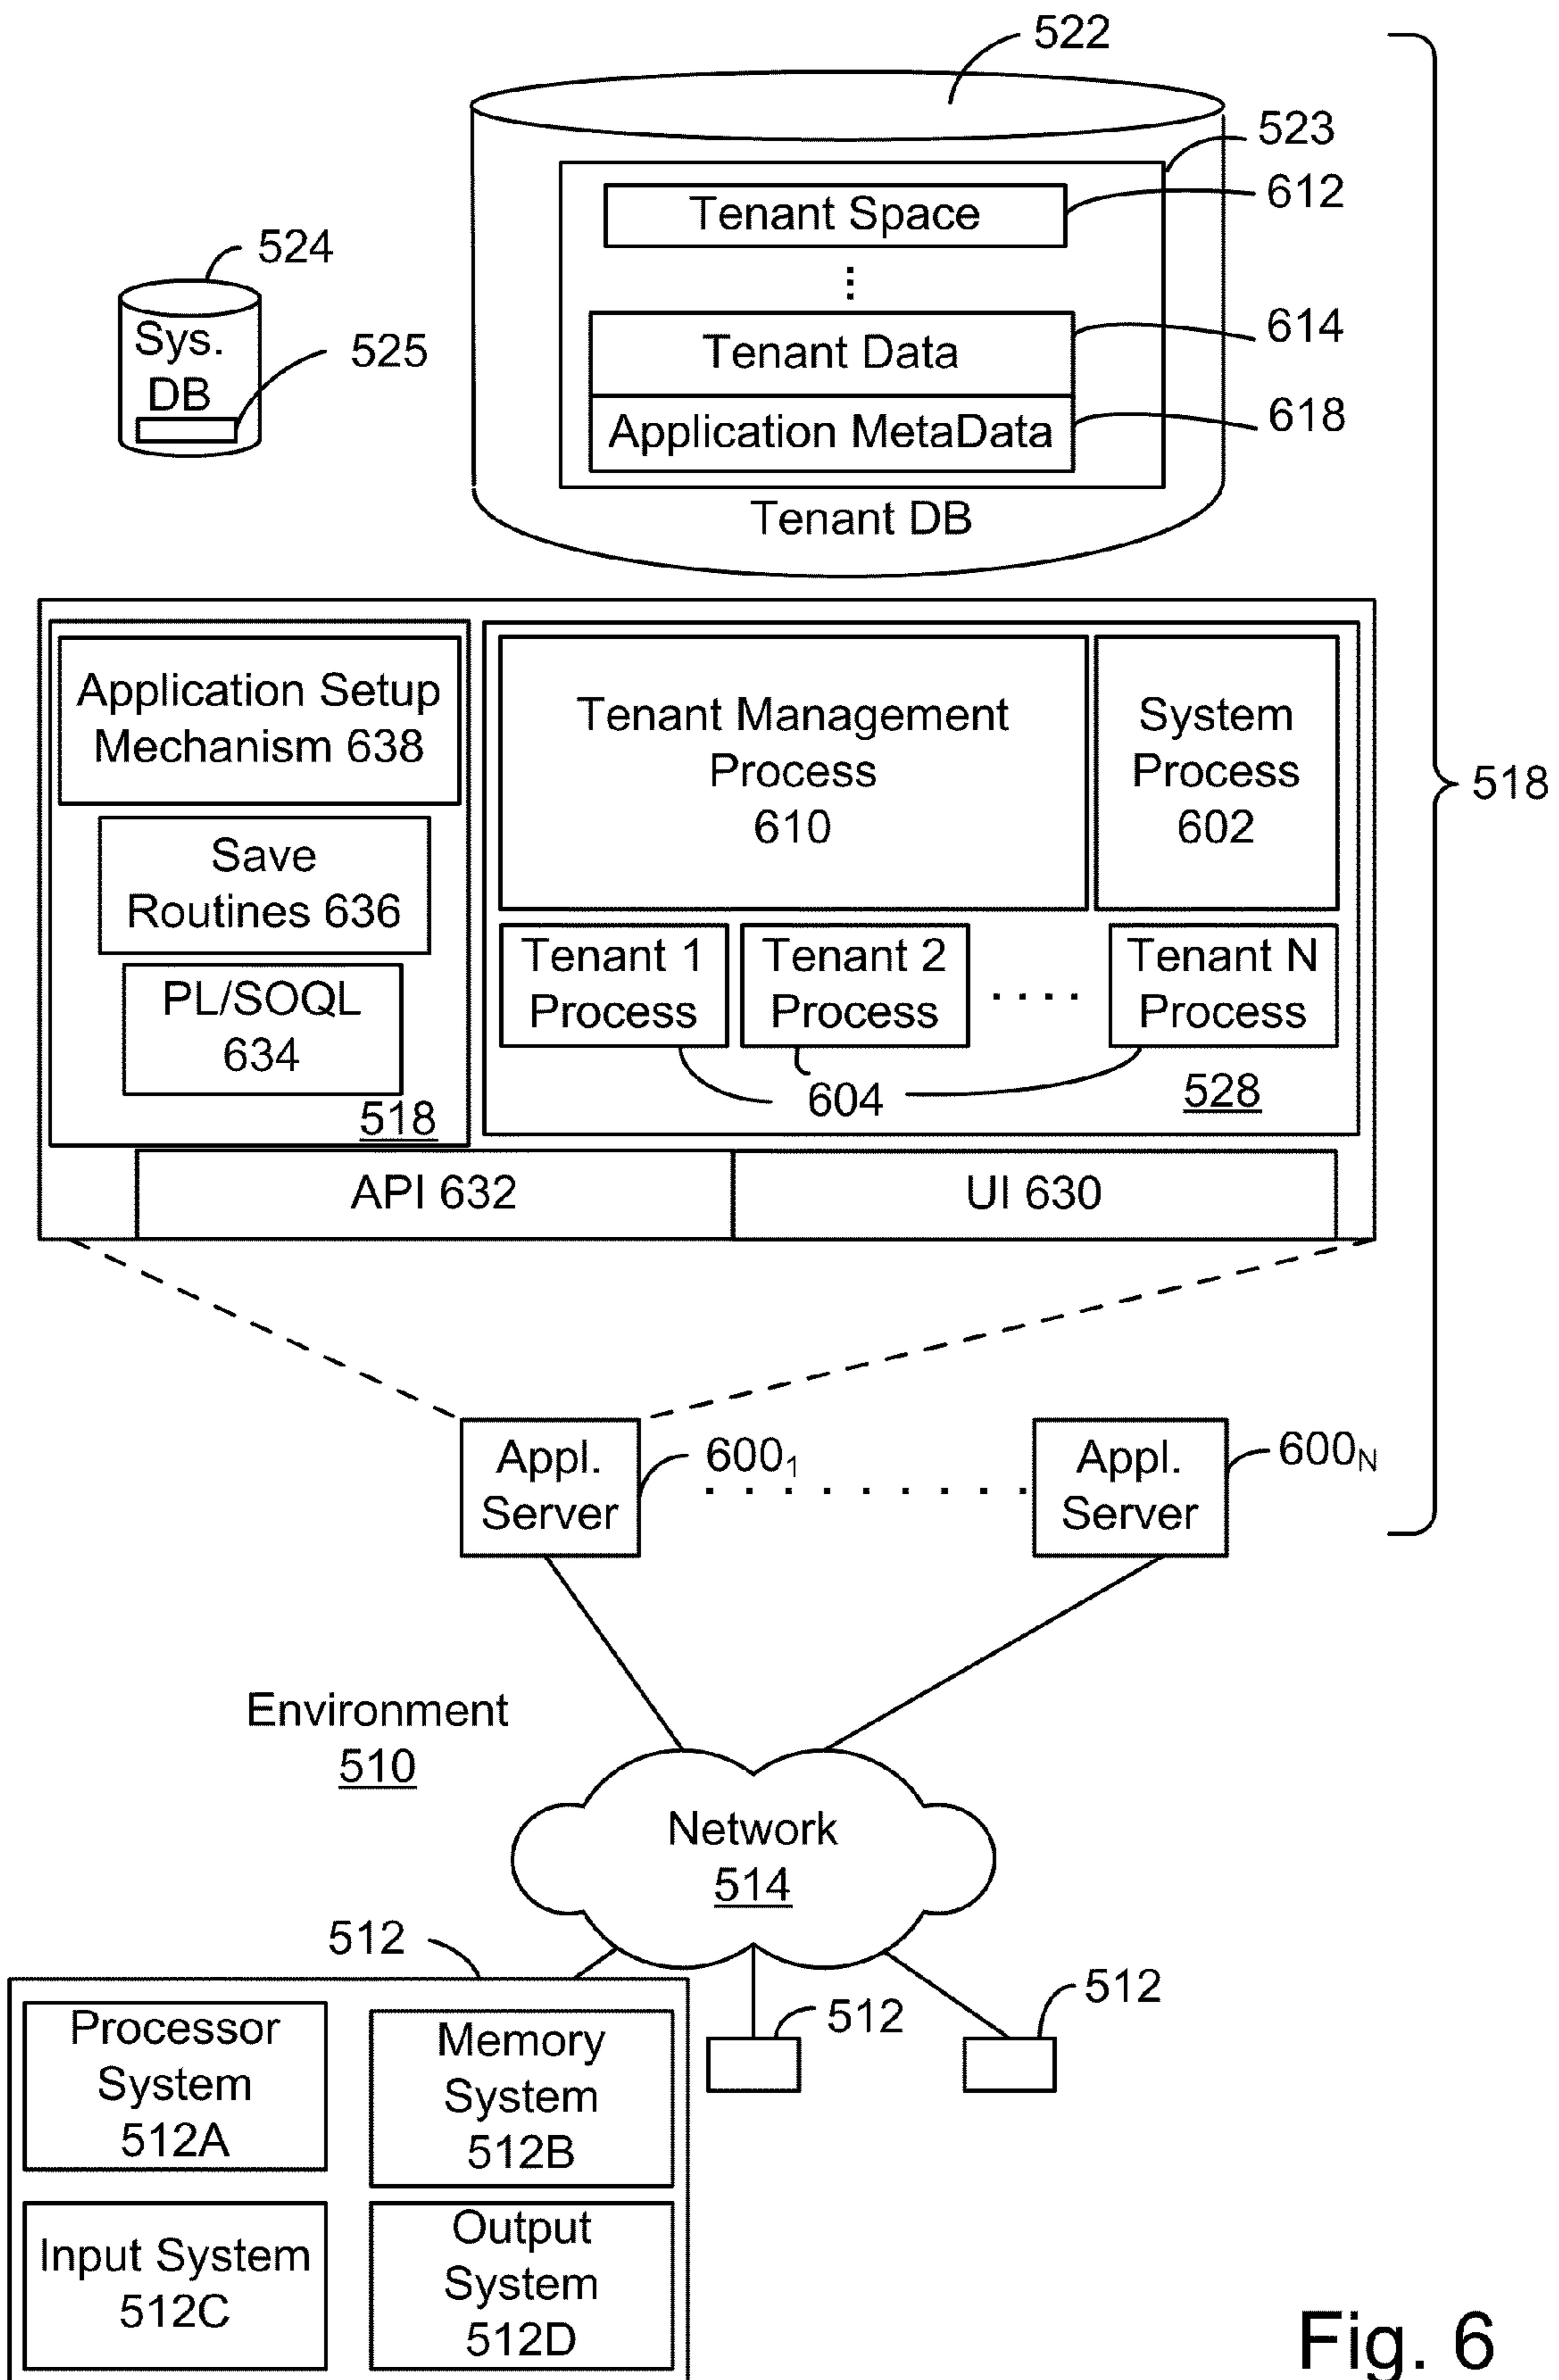 522
523
Tenant Space
612
524
Sys.
DB
525
Tenant Data
614
Application MetaData
618
Tenant DB
Application Setup
Mechanism 638
Tenant Management
Process
610
System
Process
602
518
Save
Routines 636
Tenant 1
Process
Tenant 2
Process
Tenant N
Process
PL/SOQL
634
604
528
518
API 632
UI 630
Appl.
Server
600₁
Appl.
Server
600N
Environment
510
Network
514
512
512
512
Processor
System
512A
Memory
System
512B
Input System
512C
Output
System
512D
Fig. 6